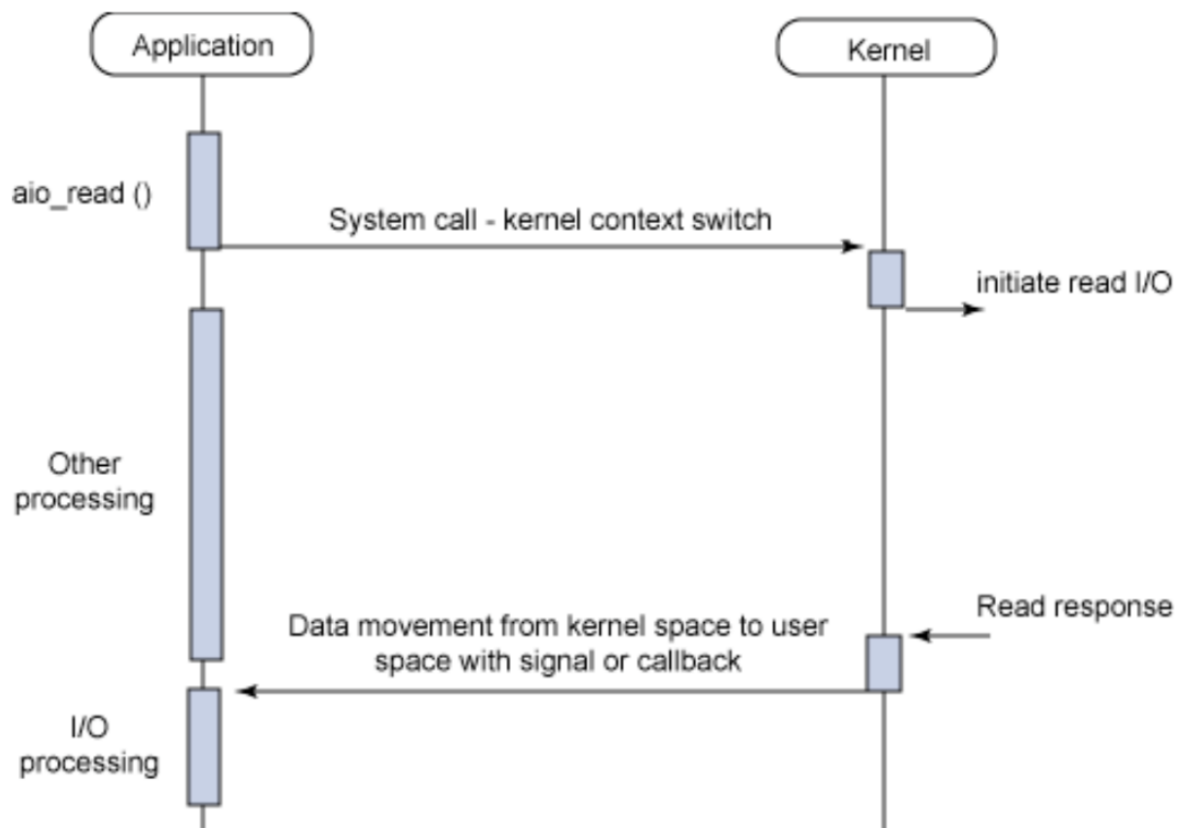 Application
Kernel
aio_read ()
System call - kernel context switch
initiate read I/O
Other
processing
Read response
Data movement from kernel space to user
space with signal or callback
I/O
processing